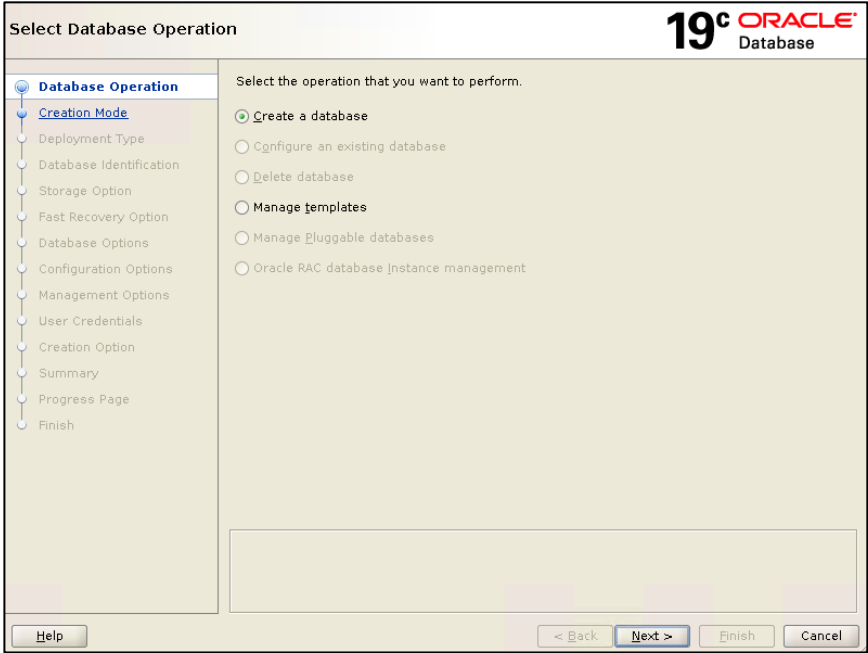 Select Database Operation
19c ORACLE
Database
Database Operation
Creation Mode
Deployment Type
Database Identification
Storage Option
Fast Recovery Option
Database Options
Configuration Options
Management Options
User Credentials
Creation Option
Summary
Progress Page
Finish
Select the operation that you want to perform.
Create a database
Configure an existing database
Delete database
Manage templates
Manage Pluggable databases
Oracle RAC database Instance management
Help
< Back
Next >
Finish
Cancel